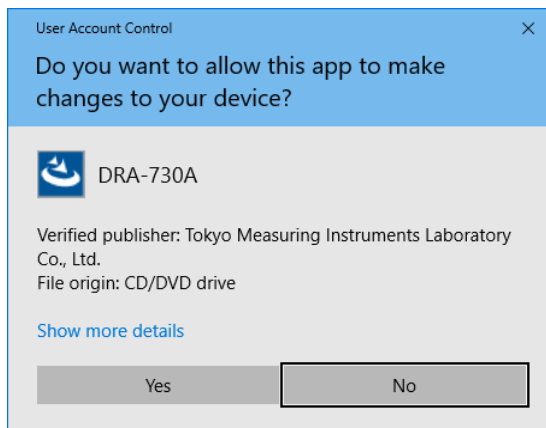 User Account Control
Do you want to allow this app to make
changes to your device?
DRA-730A
Verified publisher: Tokyo Measuring Instruments Laboratory
Co., Ltd.
File origin: CD/DVD drive
Show more details
Yes
No